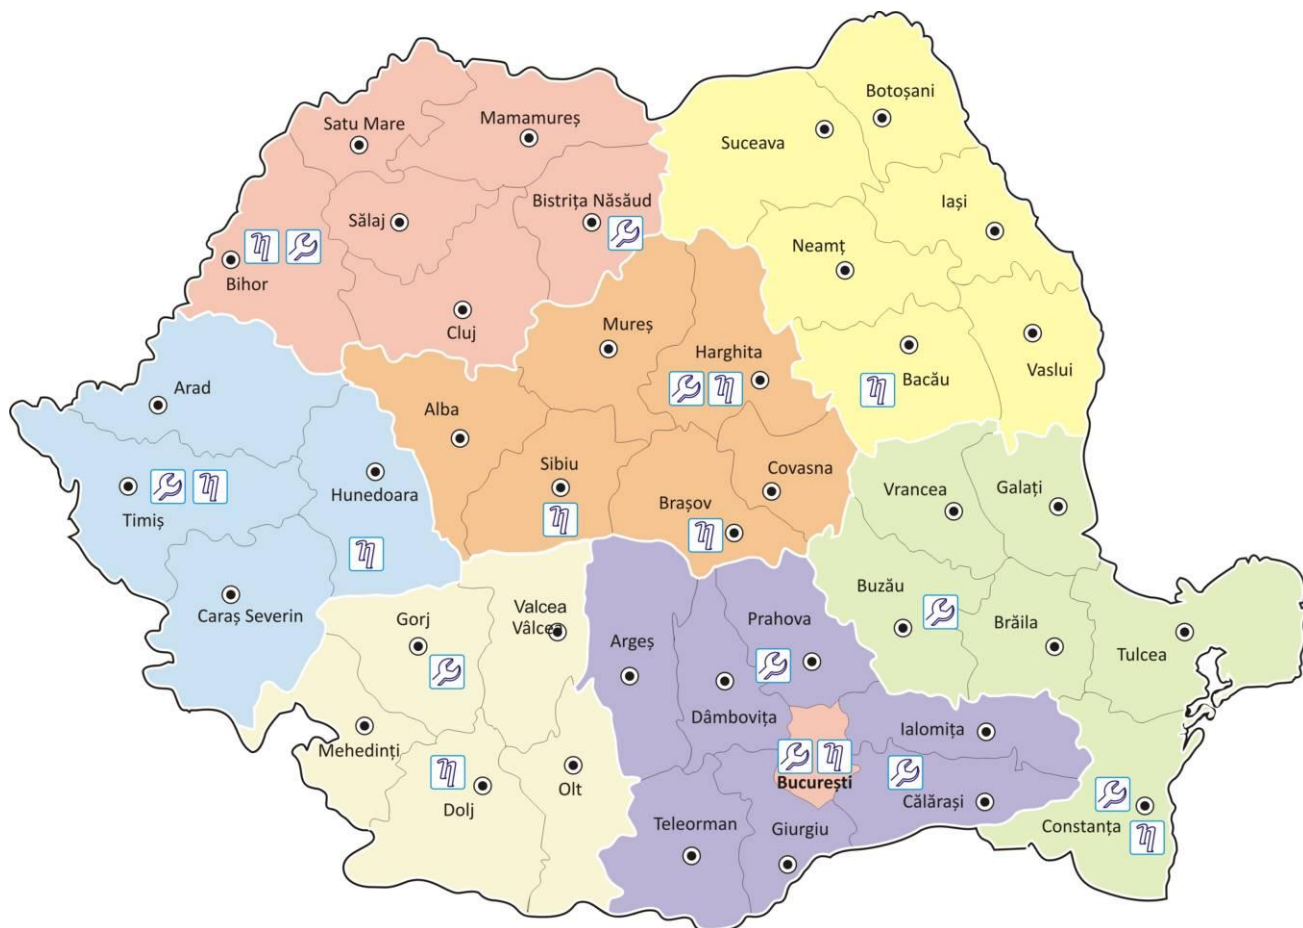 Botoșani
Satu Mare
Mamamureș
Suceava
Bistrița Năsăud
Iași
Sălaj
Neamț
η
Bihor
Mureș
Cluj
Harghita
η
Bacău
η
Vaslui
Arad
Alba
Sibiu
η
Covasna
Vrancea
Galați
Hunedoara
η
Timiș
η
Brașov
η
Buzău
Caraș Severin
Gorj
Valcea
Vâlcea
Argeș
Prahova
Brăila
Tulcea
Dâmbovița
Ialomița
Mehedinți
η
Dolj
Olt
η
București
Călărași
Teleorman
Giurgiu
Constanța
η